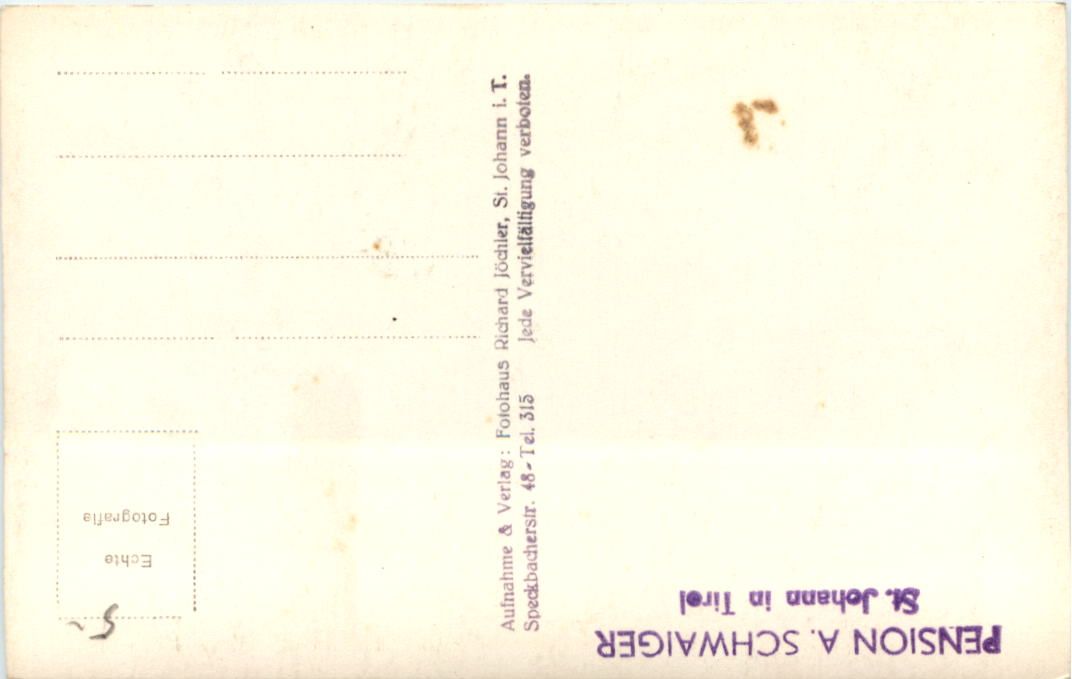 PENSION A. SCHWAIGER
St. Johann in Tirol
Aufnahme & Verlag: Fotohaus Richard Jöchler, St. Johann i. T.
Speckbacherstr. 48 - Tel. 315 Jede Vervielfältigung verboten.
Echte
Fotografie
5-